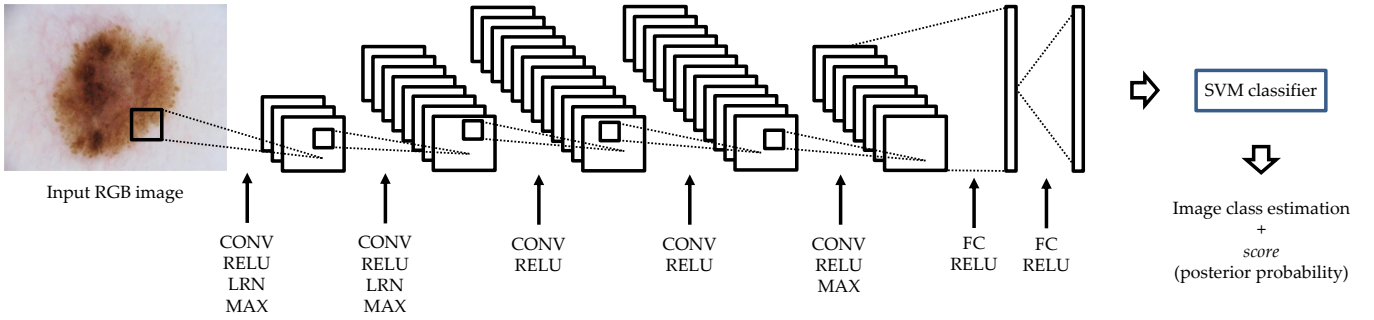 Input RGB image
CONV
RELU
LRN
MAX
CONV
RELU
LRN
MAX
CONV
RELU
CONV
RELU
CONV
RELU
MAX
FC
RELU
FC
RELU
SVM classifier
Image class estimation
+
score
(posterior probability)